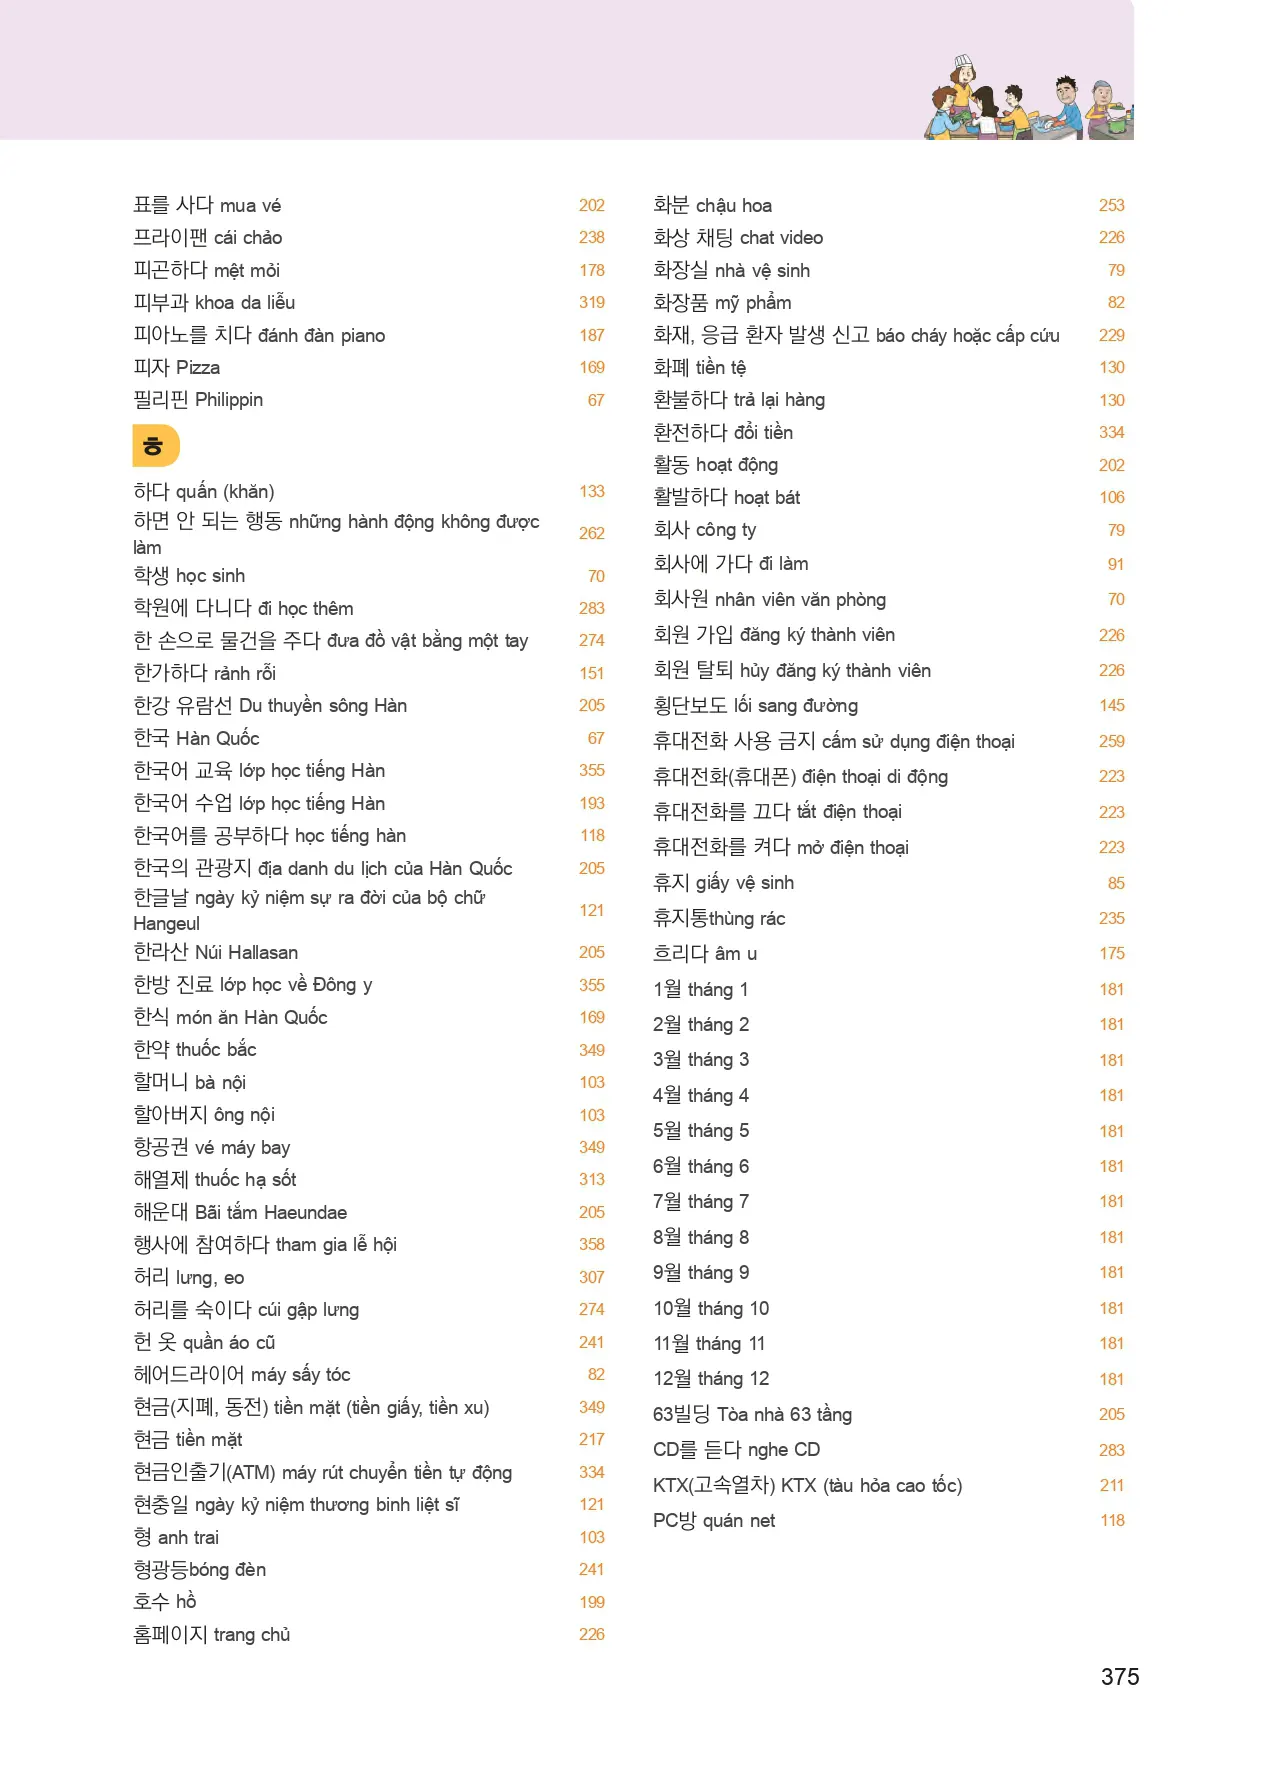 표를 사다 mua vé 202
프라이팬 cái chảo 238
피곤하다 mệt mỏi 178
피부과 khoa da liễu 319
피아노를 치다 đánh đàn piano 187
피자 Pizza 169
필리핀 Philippin 67
ㅎ
하다 quấn (khăn) 133
하면 안 되는 행동 những hành động không được
làm 262
학생 học sinh 70
학원에 다니다 đi học thêm 283
한 손으로 물건을 주다 đưa đồ vật bằng một tay 274
한가하다 rảnh rỗi 151
한강 유람선 Du thuyền sông Hàn 205
한국 Hàn Quốc 67
한국어 교육 lớp học tiếng Hàn 355
한국어 수업 lớp học tiếng Hàn 193
한국어를 공부하다 học tiếng hàn 118
한국의 관광지 địa danh du lịch của Hàn Quốc 205
한글날 ngày kỷ niệm sự ra đời của bộ chữ
Hangeul 121
한라산 Núi Hallasan 205
한방 진료 lớp học về Đông y 355
한식 món ăn Hàn Quốc 169
한약 thuốc bắc 349
할머니 bà nội 103
할아버지 ông nội 103
항공권 vé máy bay 349
해열제 thuốc hạ sốt 313
해운대 Bãi tắm Haeundae 205
행사에 참여하다 tham gia lễ hội 358
허리 lưng, eo 307
허리를 숙이다 cúi gập lưng 274
헌 옷 quần áo cũ 241
헤어드라이어 máy sấy tóc 82
현금(지폐, 동전) tiền mặt (tiền giấy, tiền xu) 349
현금 tiền mặt 217
현금인출기(ATM) máy rút chuyển tiền tự động 334
현충일 ngày kỷ niệm thương binh liệt sĩ 121
형 anh trai 103
형광등bóng đèn 241
호수 hồ 199
홈페이지 trang chủ 226
화분 chậu hoa 253
화상 채팅 chat video 226
화장실 nhà vệ sinh 79
화장품 mỹ phẩm 82
화재, 응급 환자 발생 신고 báo cháy hoặc cấp cứu 229
화폐 tiền tệ 130
환불하다 trả lại hàng 130
환전하다 đổi tiền 334
활동 hoạt động 202
활발하다 hoạt bát 106
회사 công ty 79
회사에 가다 đi làm 91
회사원 nhân viên văn phòng 70
회원 가입 đăng ký thành viên 226
회원 탈퇴 hủy đăng ký thành viên 226
횡단보도 lối sang đường 145
휴대전화 사용 금지 cấm sử dụng điện thoại 259
휴대전화(휴대폰) điện thoại di động 223
휴대전화를 끄다 tắt điện thoại 223
휴대전화를 켜다 mở điện thoại 223
휴지 giấy vệ sinh 85
휴지통thùng rác 235
흐리다 âm u 175
1월 tháng 1 181
2월 tháng 2 181
3월 tháng 3 181
4월 tháng 4 181
5월 tháng 5 181
6월 tháng 6 181
7월 tháng 7 181
8월 tháng 8 181
9월 tháng 9 181
10월 tháng 10 181
11월 tháng 11 181
12월 tháng 12 181
63빌딩 Tòa nhà 63 tầng 205
CD를 듣다 nghe CD 283
KTX(고속열차) KTX (tàu hỏa cao tốc) 211
PC방 quán net 118
375